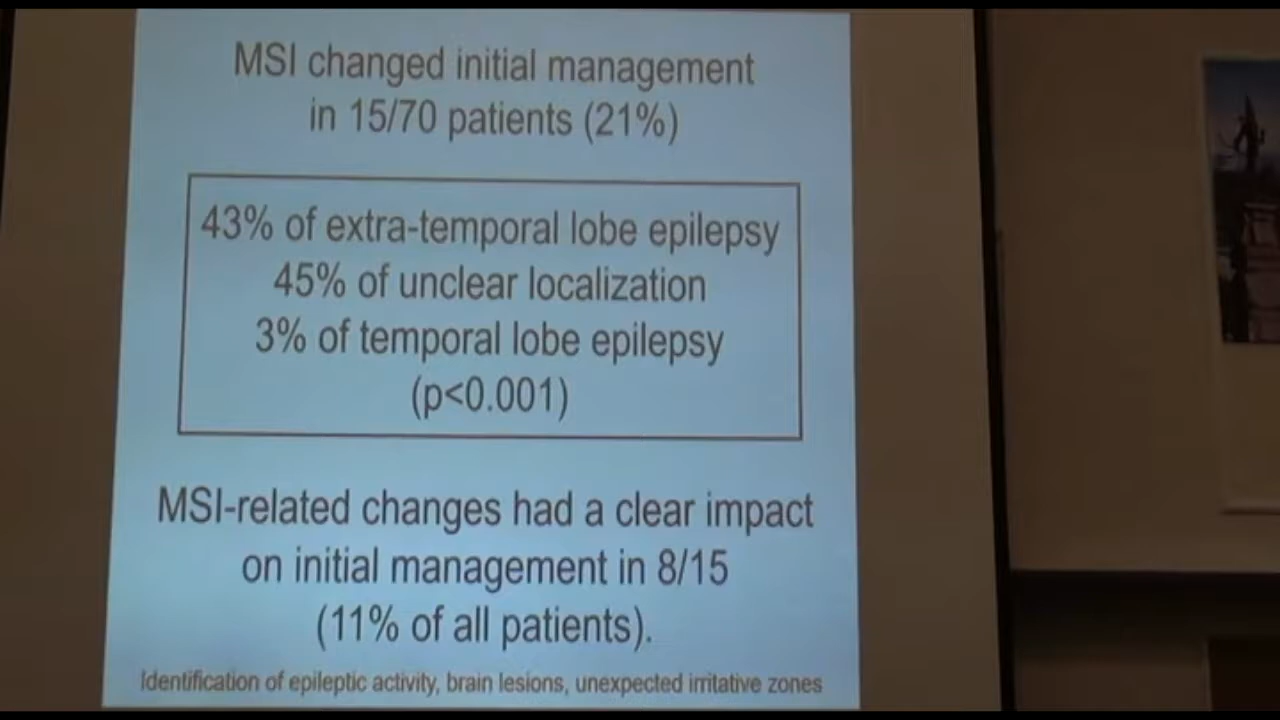 MSI changed initial management
in 15/70 patients (21%)
43% of extra-temporal lobe epilepsy
45% of unclear localization
3% of temporal lobe epilepsy
(p<0.001)
MSI-related changes had a clear impact
on initial management in 8/15
(11% of all patients).
Identification of epileptic activity, brain lesions, unexpected irritative zones